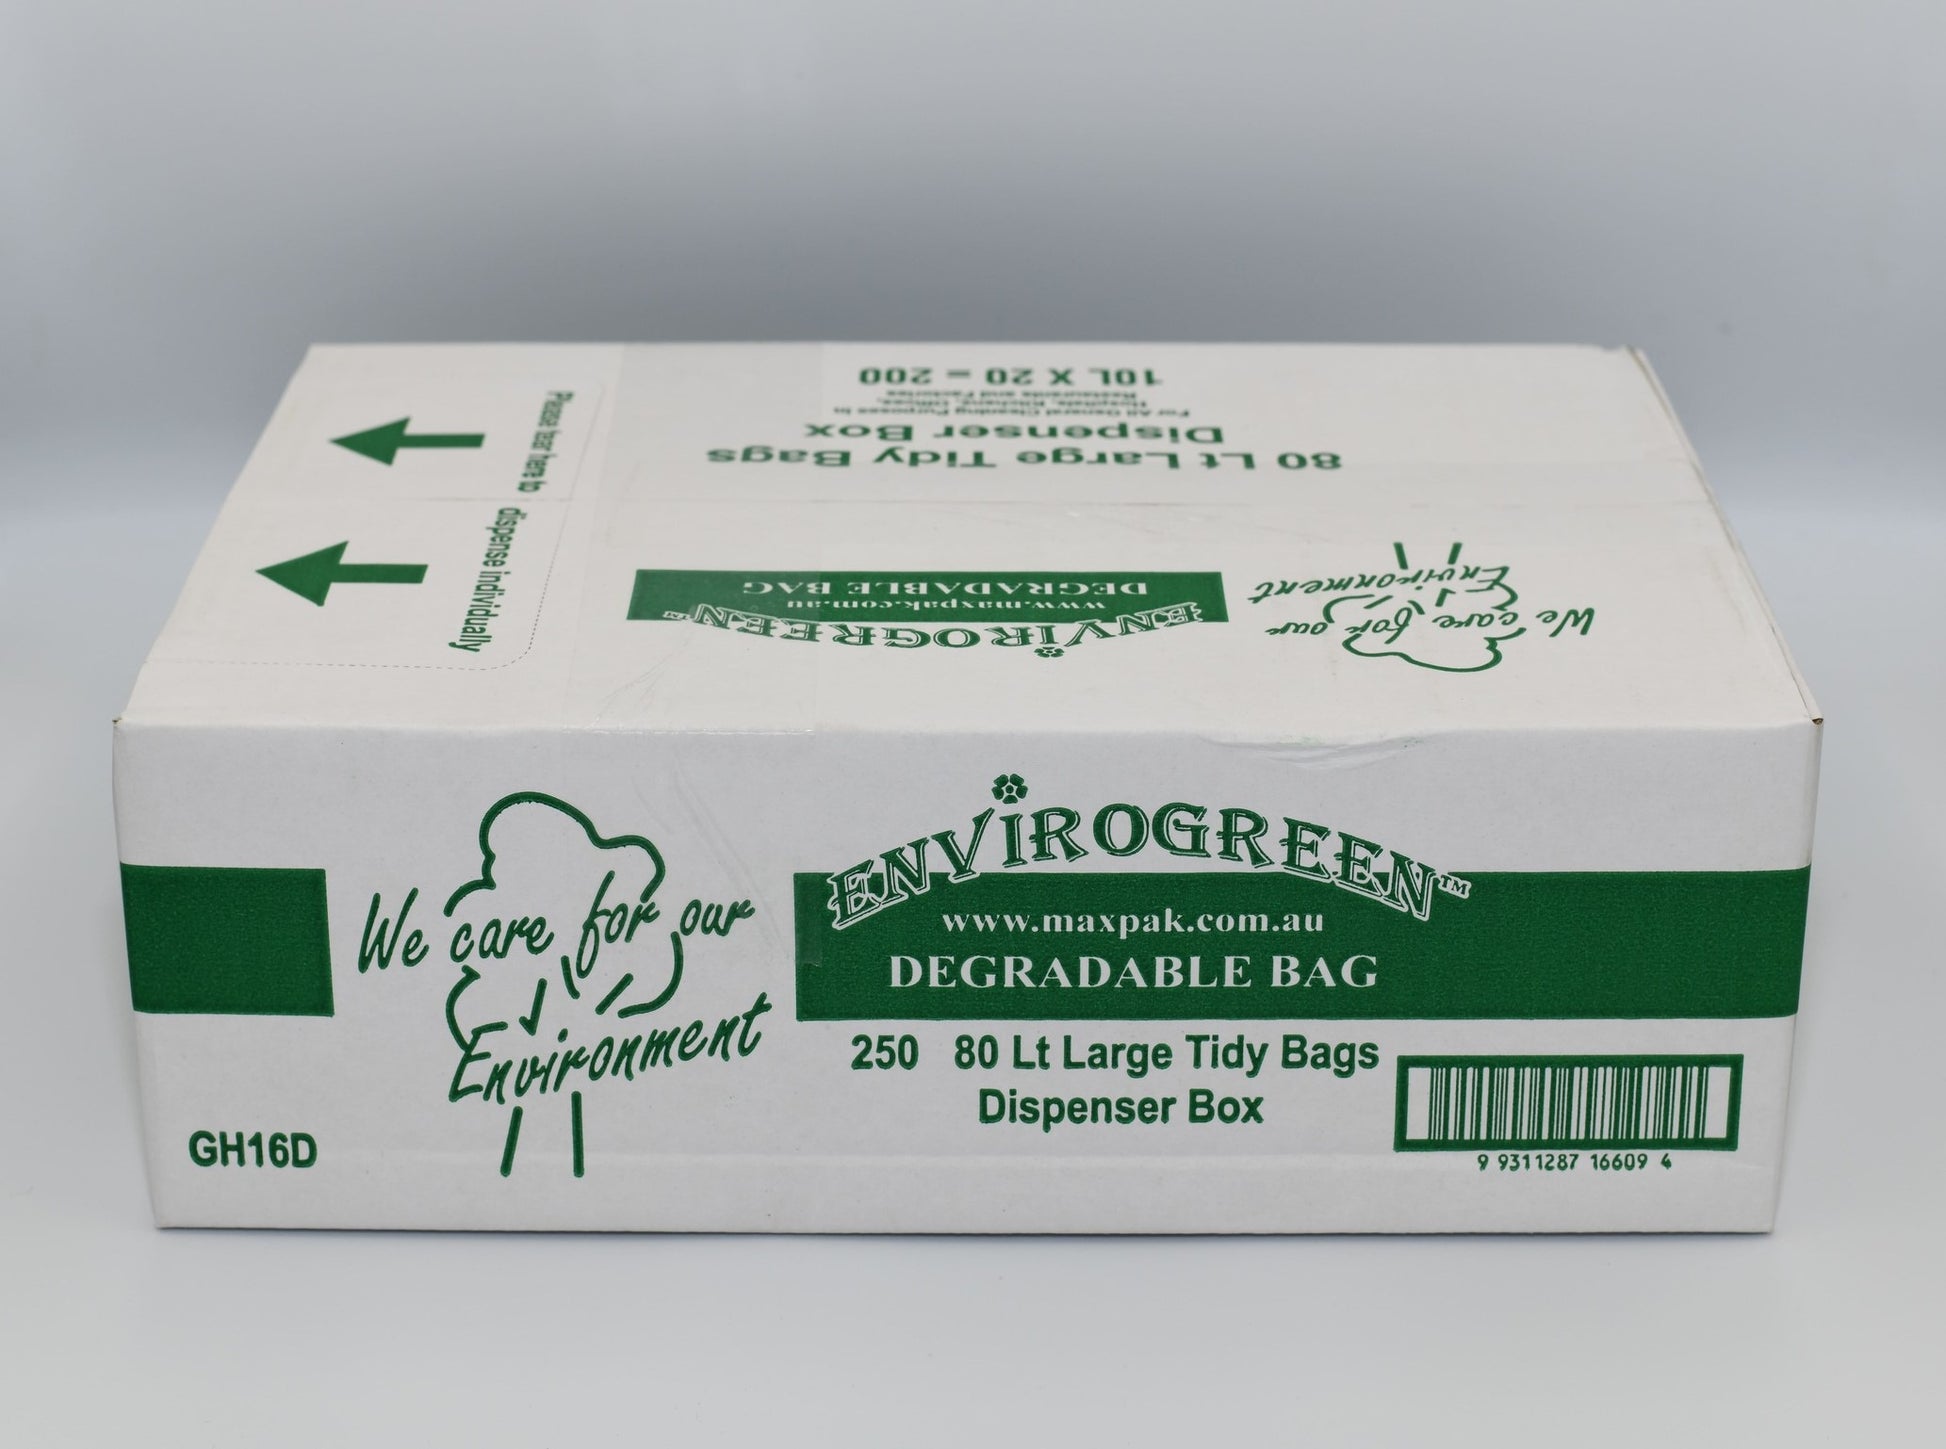 Please tear here to dispense individually
We care for our
Environment
ENVIROGREEN™
www.maxpak.com.au
DEGRADABLE BAG
80 Lt Large Tidy Bags
Dispenser Box
For All General Cleaning Purposes in
Hospitals, Kitchens, Offices,
Restaurants and Factories
10L X 20 = 200
We care for our
Environment
GH16D
ENVIROGREEN™
www.maxpak.com.au
DEGRADABLE BAG
250 80 Lt Large Tidy Bags
Dispenser Box
9 9311287 16609 4